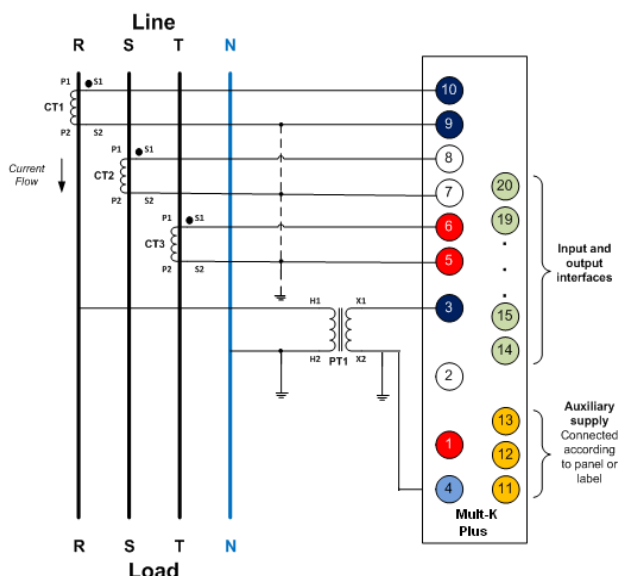 Line
R S T N
P1 S1
CT1
P2 S2
Current
Flow
P1 S1
CT2
P2 S2
P1 S1
CT3
P2 S2
H1 X1
H2 PT1 X2
10
9
8
7
6
5
3
2
1
4
20
19
15
14
13
12
11
Input and
output
interfaces
Auxiliary
supply
Connected
according
to panel or
label
Mult-K
Plus
R S T N
Load